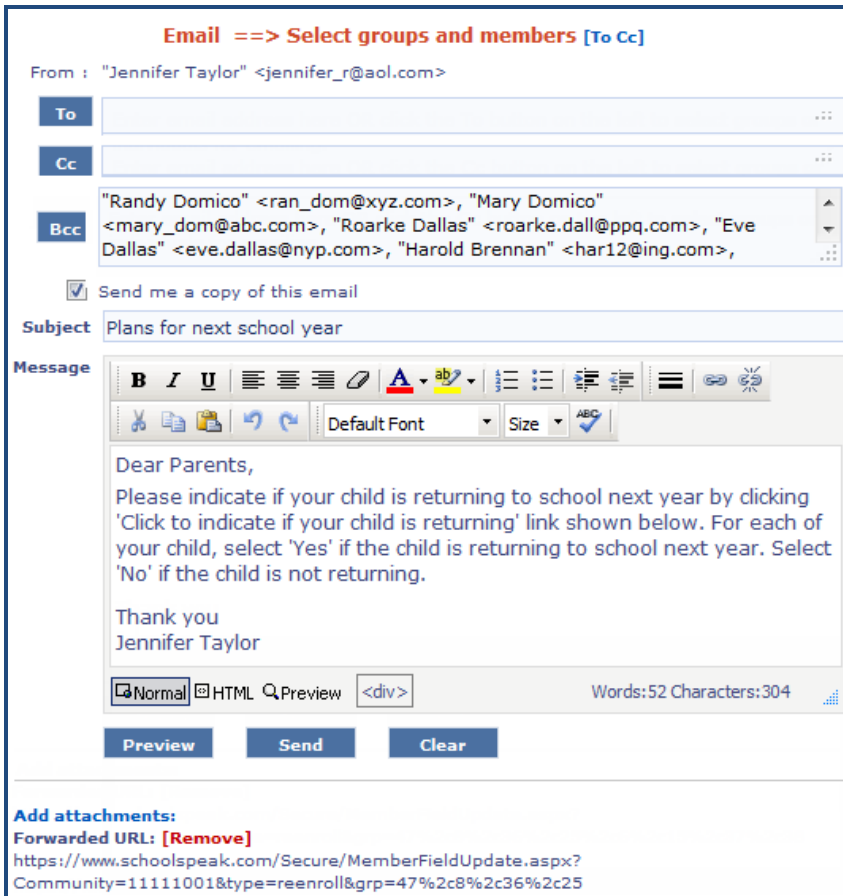 Email ==> Select groups and members [To Cc]
From : "Jennifer Taylor" <jennifer_r@aol.com>
To
Cc
Bcc
"Randy Domico" <ran_dom@xyz.com>, "Mary Domico"
<mary_dom@abc.com>, "Roarke Dallas" <roarke.dall@ppq.com>, "Eve
Dallas" <eve.dallas@nyp.com>, "Harold Brennan" <har12@ing.com>,
Send me a copy of this email
Subject Plans for next school year
Message
B I U A ab
Default Font Size ABC
Dear Parents,
Please indicate if your child is returning to school next year by clicking
'Click to indicate if your child is returning' link shown below. For each of
your child, select 'Yes' if the child is returning to school next year. Select
'No' if the child is not returning.
Thank you
Jennifer Taylor
Normal HTML Preview <div> Words:52 Characters:304
Preview Send Clear
Add attachments:
Forwarded URL: [Remove]
https://www.schoolspeak.com/Secure/MemberFieldUpdate.aspx?
Community=11111001&type=reenroll&grp=47%2c8%2c36%2c25